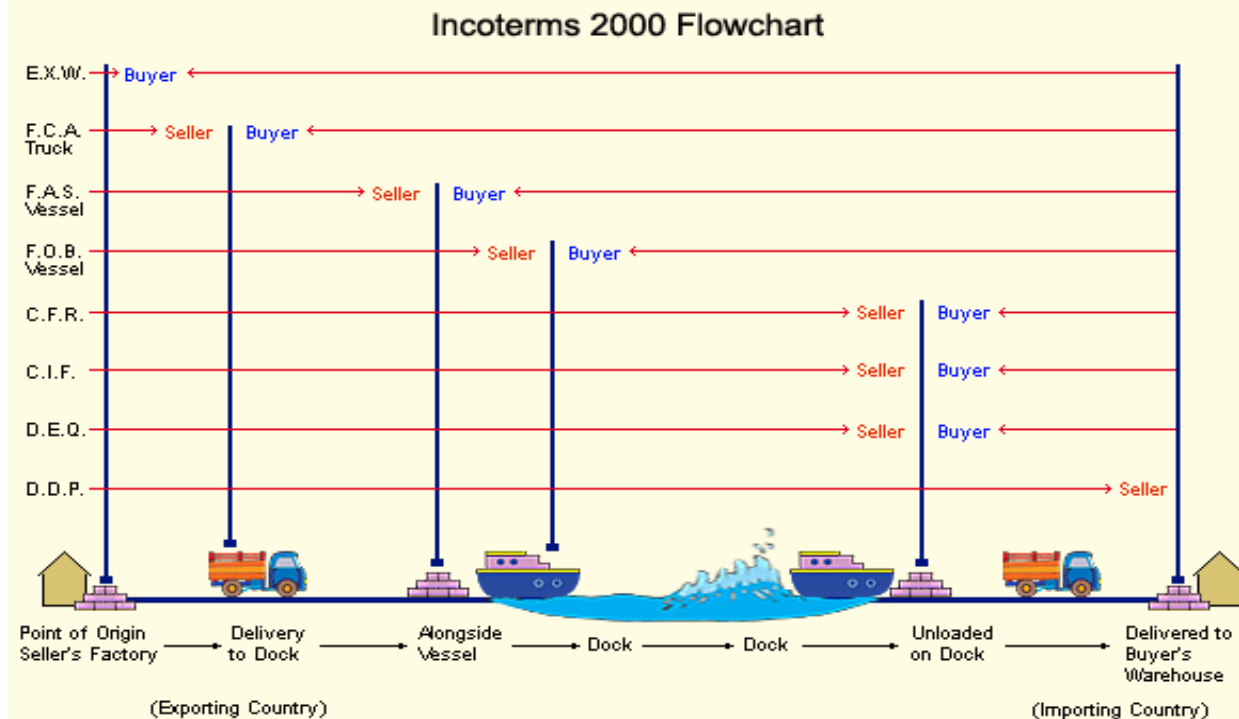 Incoterms 2000 Flowchart
E.X.W. Buyer
F.C.A. Seller Buyer
Truck
F.A.S. Seller Buyer
Vessel
F.O.B. Seller Buyer
Vessel
C.F.R. Seller Buyer
C.I.F. Seller Buyer
D.E.Q. Seller Buyer
D.D.P. Seller
Point of Origin
Seller's Factory
Delivery
to Dock
Alongside
Vessel
Dock
Dock
Unloaded
on Dock
Delivered to
Buyer's
Warehouse
(Exporting Country)
(Importing Country)